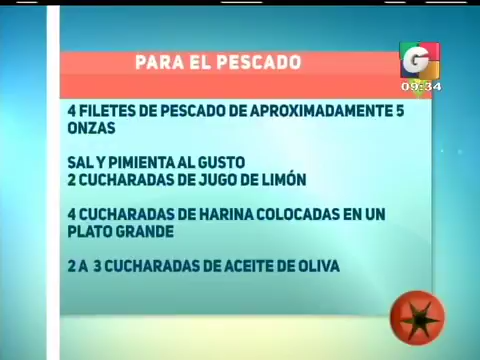 PARA EL PESCADO
G
09:34
4 FILETES DE PESCADO DE APROXIMADAMENTE 5
ONZAS
SAL Y PIMIENTA AL GUSTO
2 CUCHARADAS DE JUGO DE LIMÓN
4 CUCHARADAS DE HARINA COLOCADAS EN UN
PLATO GRANDE
2 A 3 CUCHARADAS DE ACEITE DE OLIVA